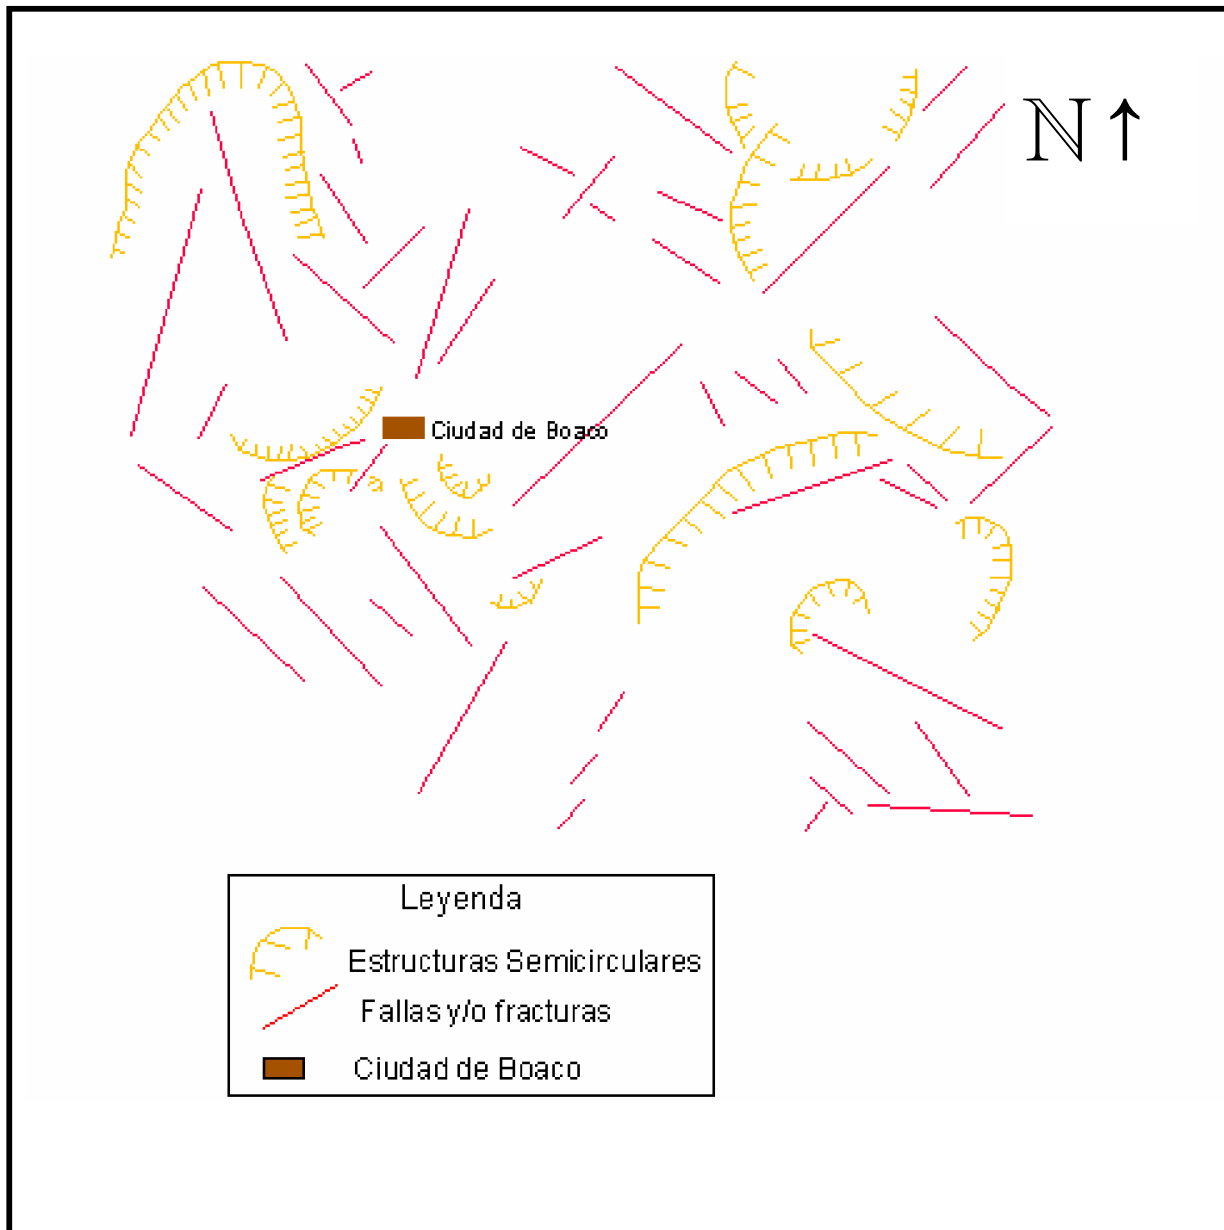 N ↑
Ciudad de Boaco
Leyenda
Estructuras Semicirculares
Fallas y/o fracturas
Ciudad de Boaco